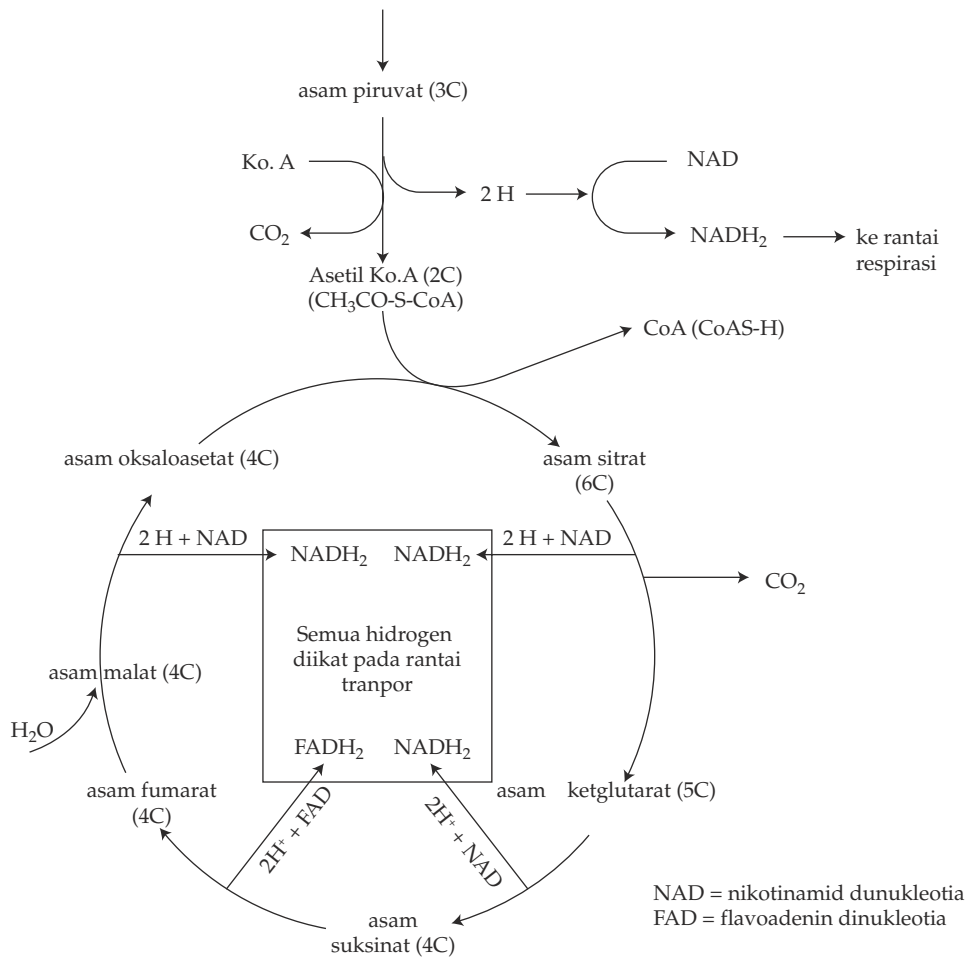 asam piruvat (3C)
Ko. A
2 H
NAD
CO₂
NADH₂
ke rantai
respirasi
Asetil Ko.A (2C)
(CH₃CO-S-CoA)
CoA (CoAS-H)
asam oksaloasetat (4C)
asam sitrat
(6C)
2 H + NAD
NADH₂
NADH₂
2 H + NAD
CO₂
Semua hidrogen
diikat pada rantai
tranpor
asam malat (4C)
H₂O
FADH₂
NADH₂
asam fumarat
(4C)
asam ketglutarat (5C)
2H⁺ + FAD
2H⁺ + NAD
asam
suksinat (4C)
NAD = nikotinamid dunukleotia
FAD = flavoadenin dinukleotia